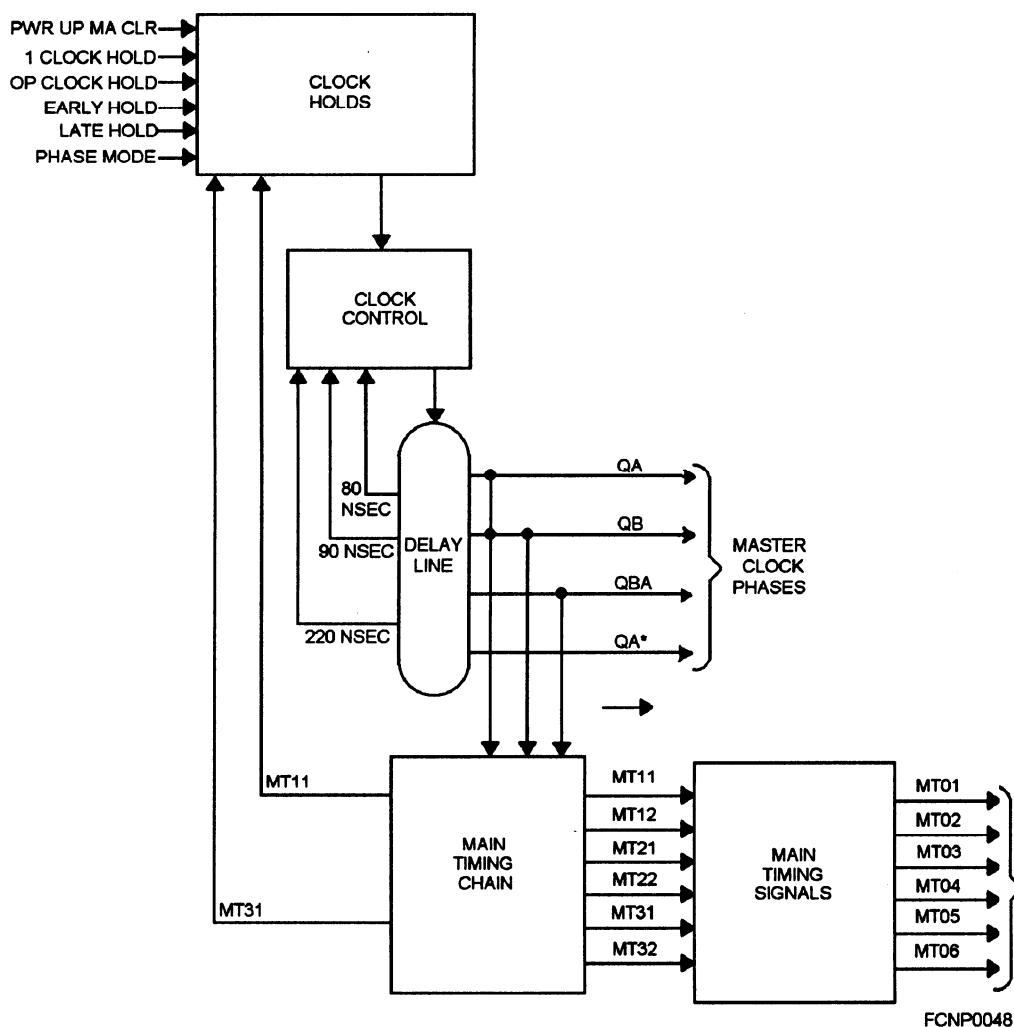 PWR UP MA CLR
1 CLOCK HOLD
OP CLOCK HOLD
EARLY HOLD
LATE HOLD
PHASE MODE
CLOCK
HOLDS
CLOCK
CONTROL
80
NSEC
90 NSEC
220 NSEC
DELAY
LINE
QA
QB
QBA
QA*
MASTER
CLOCK
PHASES
MT11
MT31
MAIN
TIMING
CHAIN
MT11
MT12
MT21
MT22
MT31
MT32
MAIN
TIMING
SIGNALS
MT01
MT02
MT03
MT04
MT05
MT06
FCNP0048